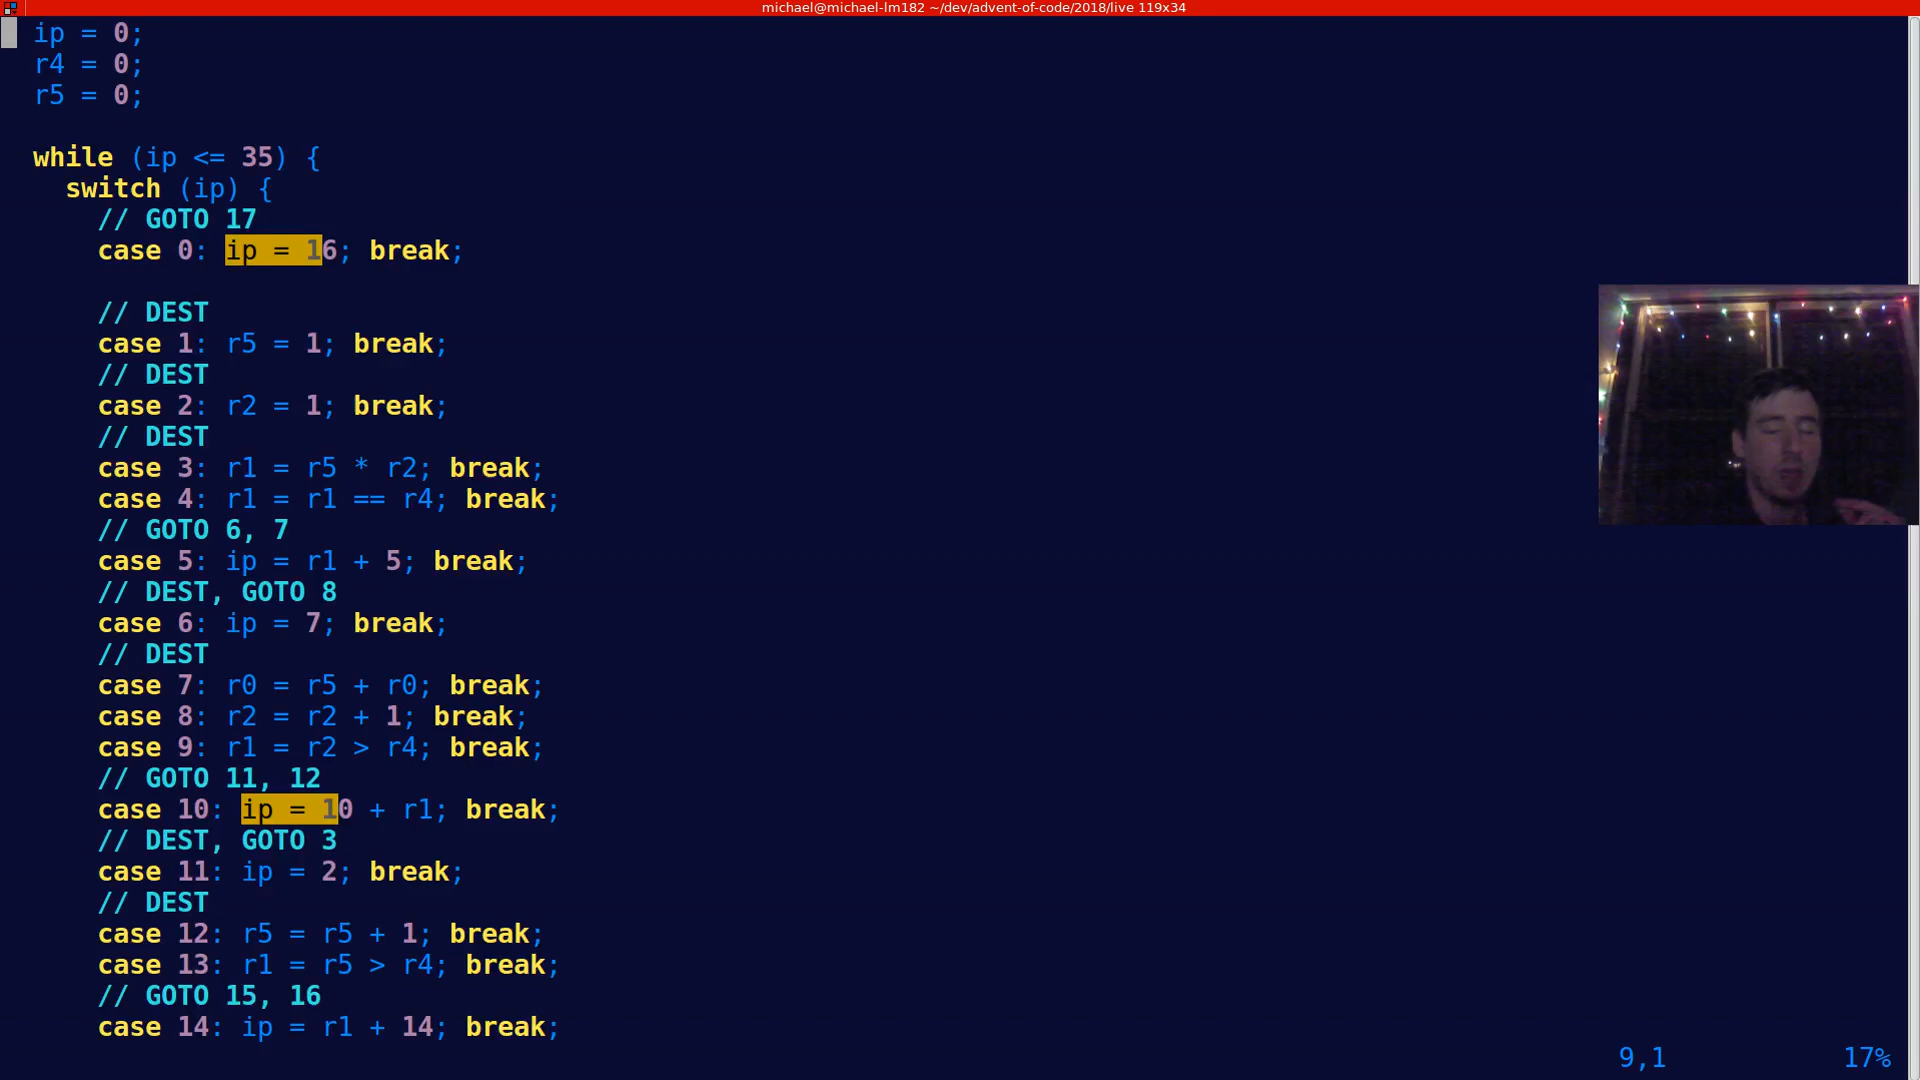 michael@michael-lm182 ~/dev/advent-of-code/2018/live 119x34
ip = 0;
r4 = 0;
r5 = 0;
while (ip <= 35) {
switch (ip) {
// GOTO 17
case 0: ip = 16; break;
// DEST
case 1: r5 = 1; break;
// DEST
case 2: r2 = 1; break;
// DEST
case 3: r1 = r5 * r2; break;
case 4: r1 = r1 == r4; break;
// GOTO 6, 7
case 5: ip = r1 + 5; break;
// DEST, GOTO 8
case 6: ip = 7; break;
// DEST
case 7: r0 = r5 + r0; break;
case 8: r2 = r2 + 1; break;
case 9: r1 = r2 > r4; break;
// GOTO 11, 12
case 10: ip = 10 + r1; break;
// DEST, GOTO 3
case 11: ip = 2; break;
// DEST
case 12: r5 = r5 + 1; break;
case 13: r1 = r5 > r4; break;
// GOTO 15, 16
case 14: ip = r1 + 14; break;
9,1 17%